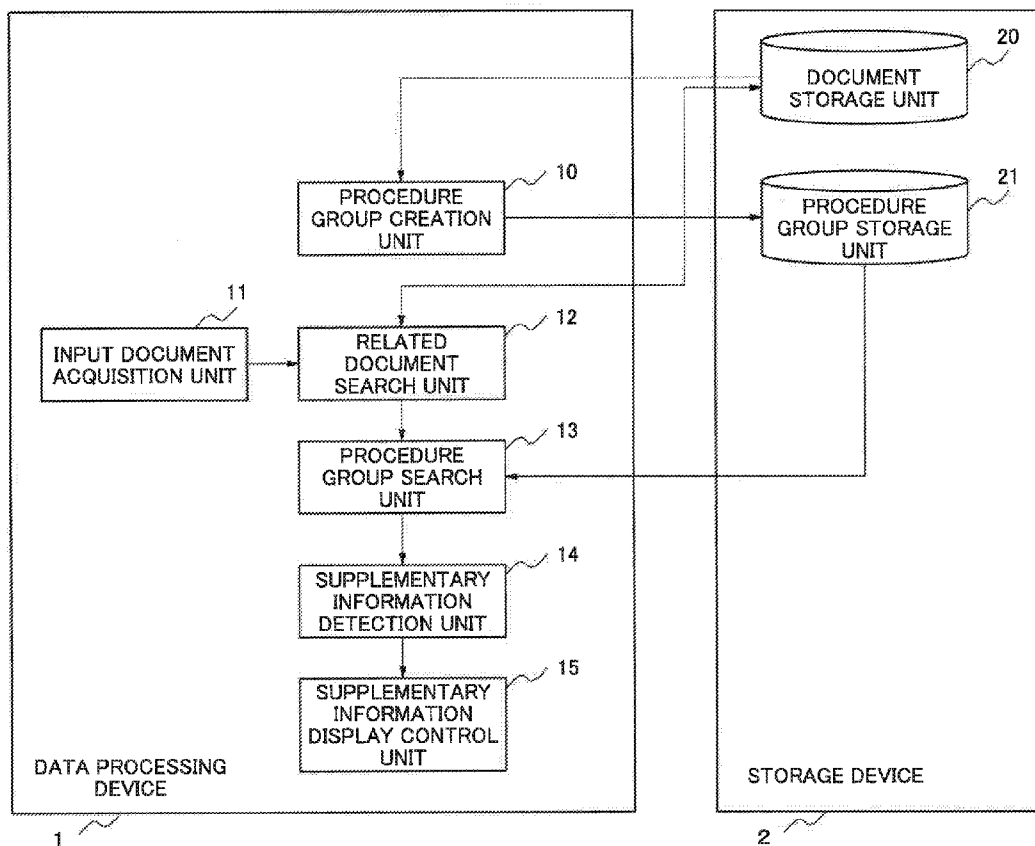 20
DOCUMENT
STORAGE UNIT
10
PROCEDURE
GROUP CREATION
UNIT
21
PROCEDURE
GROUP STORAGE
UNIT
11
INPUT DOCUMENT
ACQUISITION UNIT
12
RELATED
DOCUMENT
SEARCH UNIT
13
PROCEDURE
GROUP SEARCH
UNIT
14
SUPPLEMENTARY
INFORMATION
DETECTION UNIT
15
SUPPLEMENTARY
INFORMATION
DISPLAY CONTROL
UNIT
DATA PROCESSING
DEVICE
1
STORAGE DEVICE
2